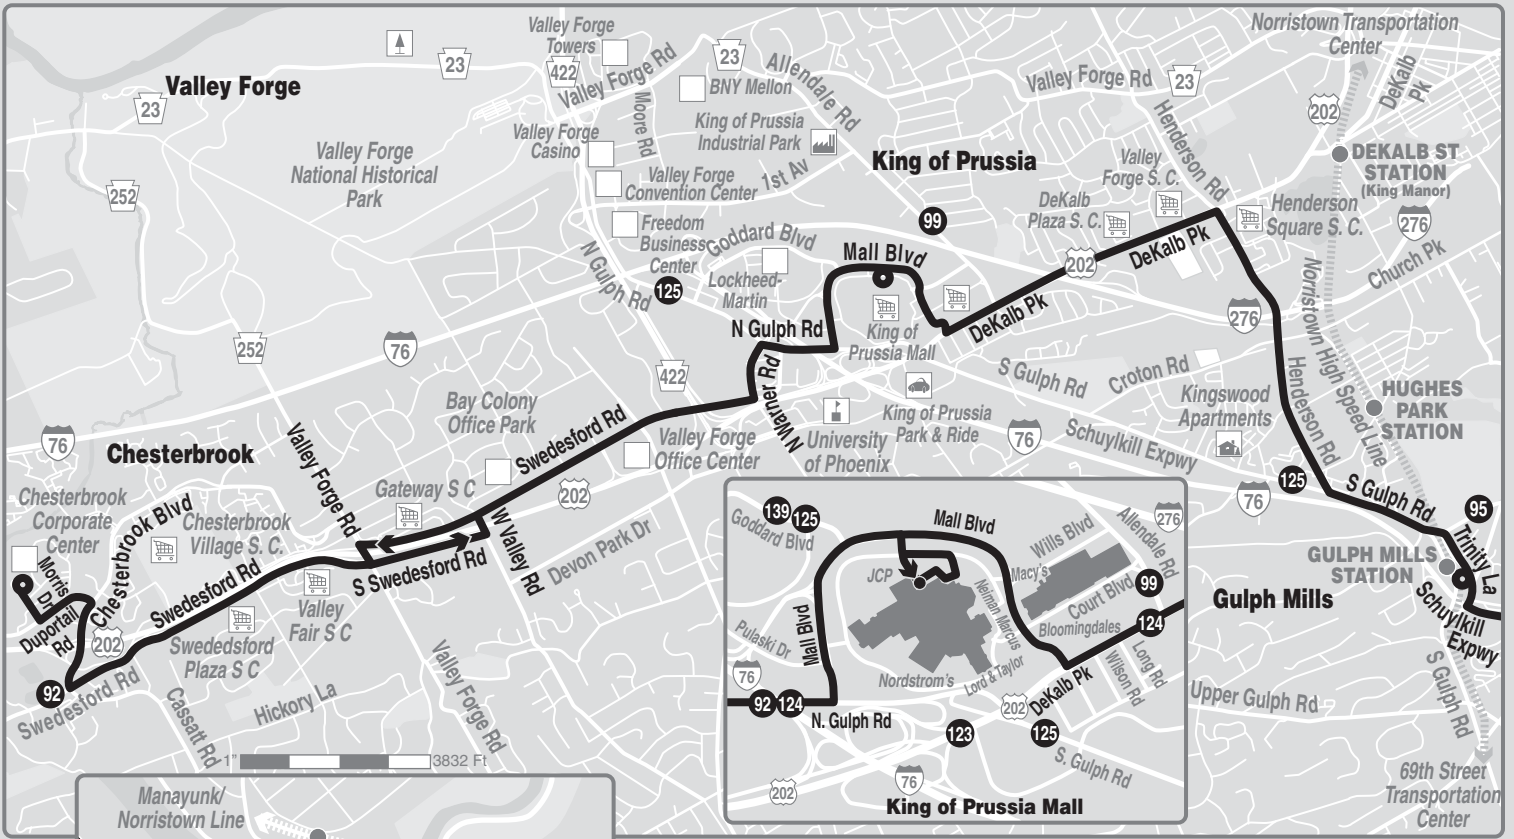 Valley Forge
23
23
422
Valley Forge
Towers
Valley Forge Rd
23
BNY Mellon
Allendale Rd
Valley Forge Rd
23
Norristown Transportation
Center
DeKalb
Pk
202
Moore Rd
Valley Forge
Casino
King of Prussia
Industrial Park
King of Prussia
Henderson Rd
DEKALB ST
STATION
(King Manor)
Valley Forge
National Historical
Park
252
Valley Forge
Convention Center
1st Av
Valley
Forge S. C.
DeKalb
Plaza S. C.
Henderson
Square S. C.
276
Freedom
Business
Center
Goddard Blvd
99
Mall Blvd
202
DeKalb Pk
Church Pk
N Gulph Rd
125
Lockheed-
Martin
N Gulph Rd
King of
Prussia Mall
DeKalb Pk
276
Norristown High Speed Line
252
76
422
N Warner Rd
S Gulph Rd
Croton Rd
Henderson Rd
Kingswood
Apartments
HUGHES
PARK
STATION
76
Chesterbrook
Valley Forge Rd
Bay Colony
Office Park
Swedesford Rd
Valley Forge
Office Center
University
of Phoenix
King of Prussia
Park & Ride
76
Schuylkill Expwy
Chesterbrook
Corporate
Center
Chesterbrook Blvd
Chesterbrook
Village S. C.
Gateway S C
202
125
76
S Gulph Rd
95
Trinity La
Morris
Dr
Duportail
Rd
202
Swedesford Rd
S Swedesford Rd
W Valley Rd
Devon Park Dr
GULPH MILLS
STATION
Gulph Mills
Schuylkill
Expwy
Valley
Fair S C
Swededsford
Plaza S C
92
Swedesford Rd
Cassatt Rd
Hickory La
Valley Forge Rd
Upper Gulph Rd
S Gulph Rd
69th Street
Transportation
Center
1"
3832 Ft
Manayunk/
Norristown Line
139
125
Goddard Blvd
Mall Blvd
Wills Blvd
Allendale Rd
276
JCP
Macy's
Neiman Marcus
Court Blvd
99
Bloomingdales
124
Mall Blvd
Pulaski Dr
76
Nordstrom's
Lord & Taylor
DeKalb Pk
Wilson Rd
Long Rd
92
124
N. Gulph Rd
202
123
125
S. Gulph Rd
202
76
King of Prussia Mall